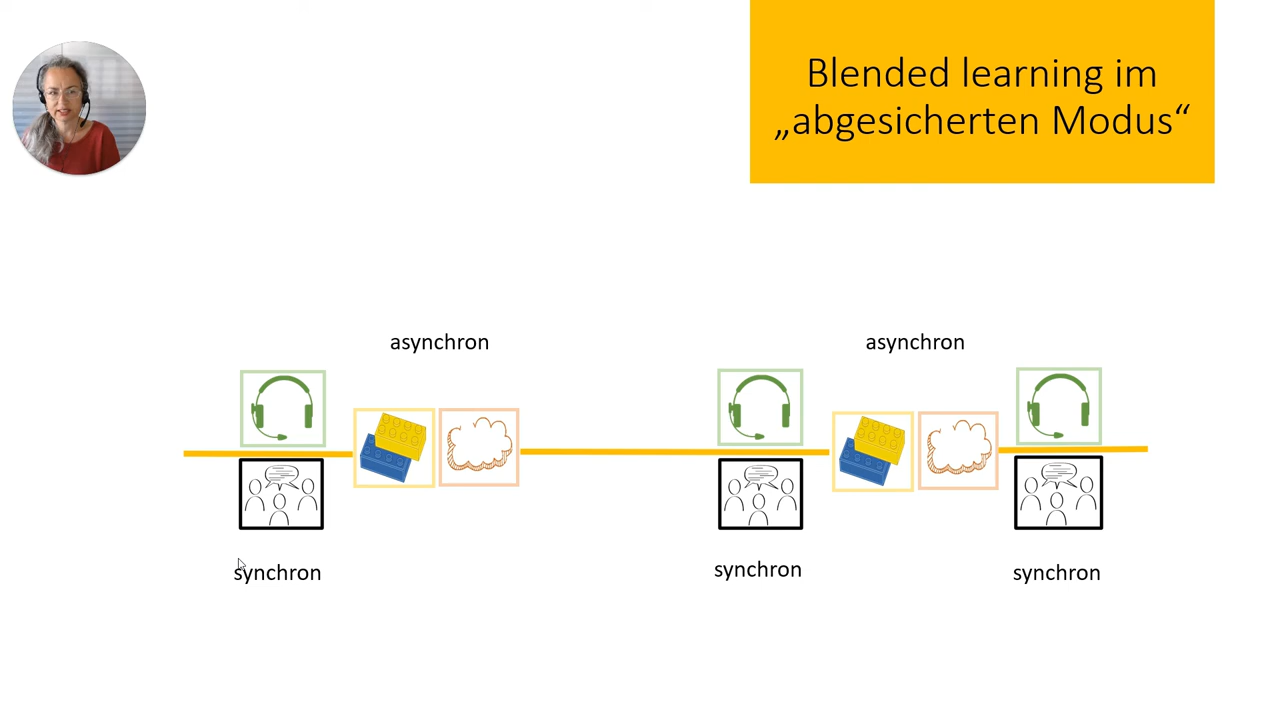 Blended learning im
„abgesicherten Modus“
asynchron
asynchron
synchron
synchron
synchron